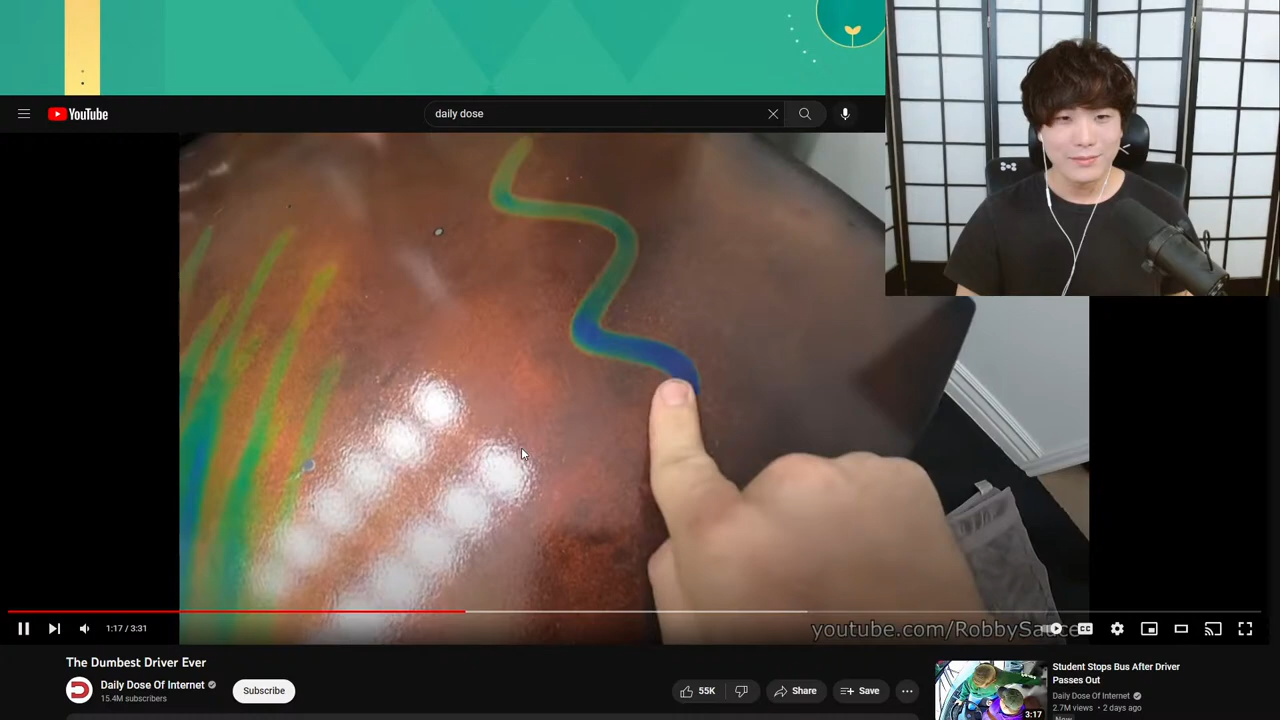 YouTube
daily dose
youtube.com/RobbySauce
1:17 / 3:31
The Dumbest Driver Ever
Daily Dose Of Internet
15.4M subscribers
Subscribe
55K
Share
Save
CC
3:17
Student Stops Bus After Driver
Passes Out
Daily Dose Of Internet
2.7M views • 2 days ago